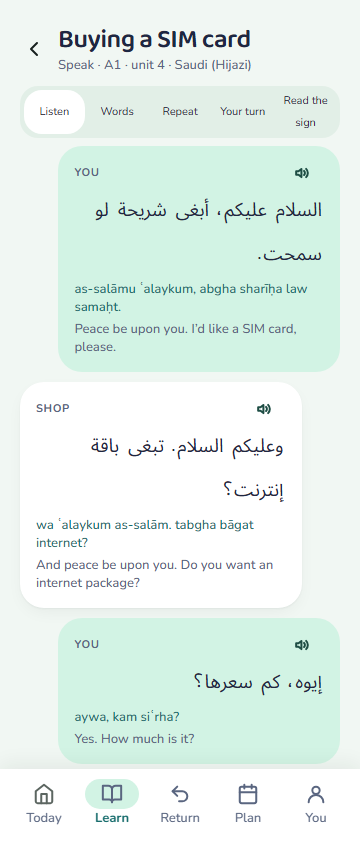 Buying a SIM card
Speak · A1 · unit 4 · Saudi (Hijazi)
Listen
Words
Repeat
Your turn
Read the
sign
YOU
السلام عليكم، أبغى شريحة لو
سمحت.
as-salāmu ʿalaykum, abgha sharīḥa law
samaḥt.
Peace be upon you. I'd like a SIM card,
please.
SHOP
وعليكم السلام. تبغى باقة
إنترنت؟
wa ʿalaykum as-salām. tabgha bāgat
internet?
And peace be upon you. Do you want an
internet package?
YOU
إيوه، كم سعرها؟
aywa, kam siʿrha?
Yes. How much is it?
Today
Learn
Return
Plan
You